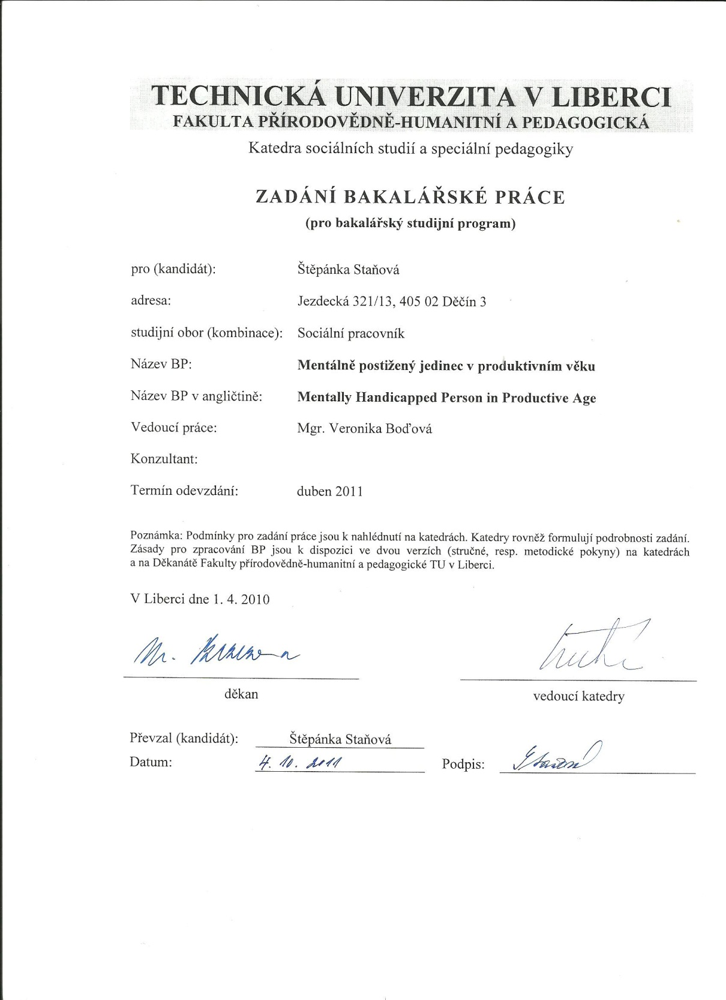 TECHNICKÁ UNIVERZITA V LIBERCI
FAKULTA PŘÍRODOVĚDNĚ-HUMANITNÍ A PEDAGOGICKÁ
Katedra sociálních studií a speciální pedagogiky
ZADÁNÍ BAKALÁŘSKÉ PRÁCE
(pro bakalářský studijní program)
pro (kandidát): Štěpánka Staňová
adresa: Jezdecká 321/13, 405 02 Děčín 3
studijní obor (kombinace): Sociální pracovník
Název BP: Mentálně postižený jedinec v produktivním věku
Název BP v angličtině: Mentally Handicapped Person in Productive Age
Vedoucí práce: Mgr. Veronika Boďová
Konzultant:
Termín odevzdání: duben 2011
Poznámka: Podmínky pro zadání práce jsou k nahlédnutí na katedrách. Katedry rovněž formulují podrobnosti zadání.
Zásady pro zpracování BP jsou k dispozici ve dvou verzích (stručné, resp. metodické pokyny) na katedrách
a na Děkanátě Fakulty přírodovědně-humanitní a pedagogické TU v Liberci.
V Liberci dne 1. 4. 2010
děkan vedoucí katedry
Převzal (kandidát): Štěpánka Staňová
Datum: 4. 10. 2011 Podpis: